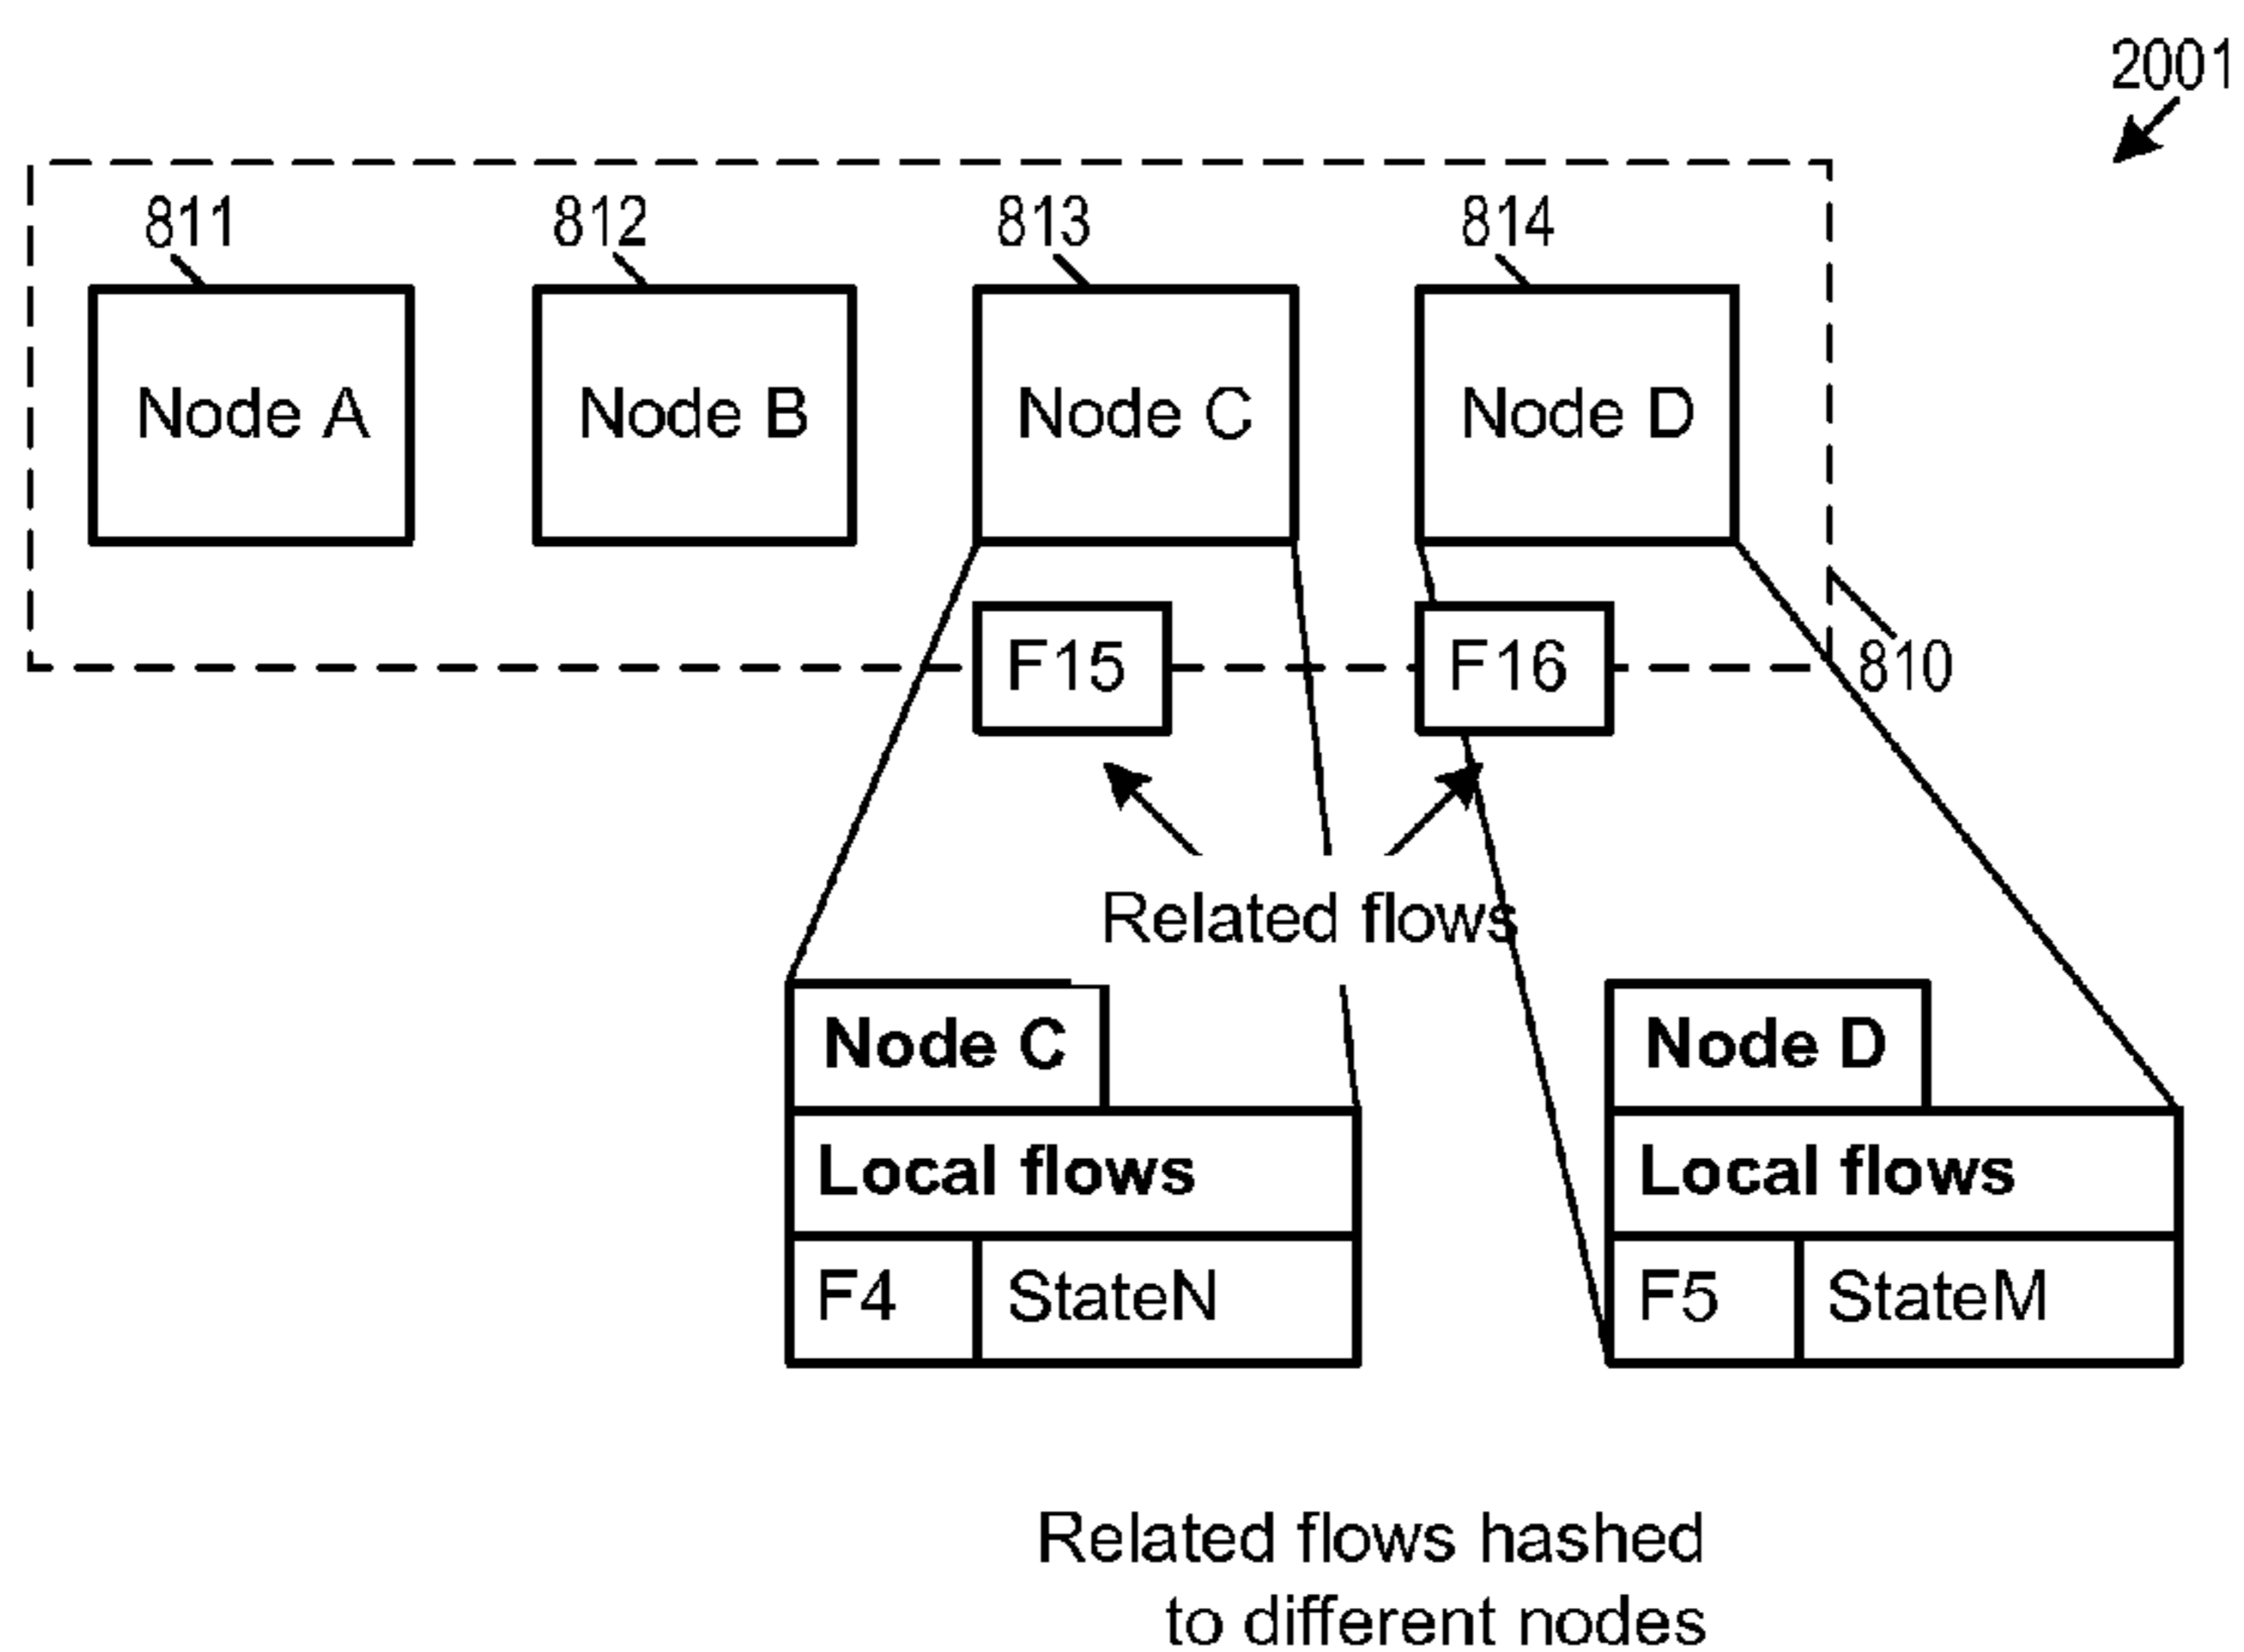 2001
811
812
813
814
Node A
Node B
Node C
Node D
F15
F16
810
Related flows
Node C
Node D
Local flows
Local flows
F4
StateN
F5
StateM
Related flows hashed
to different nodes